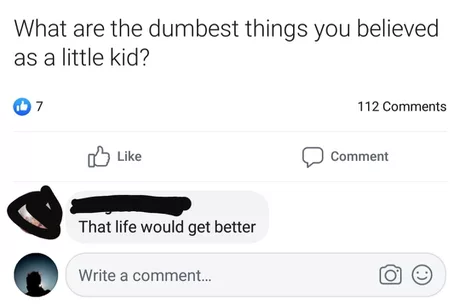 What are the dumbest things you believed
as a little kid?
7
112 Comments
Like
Comment
That life would get better
Write a comment...